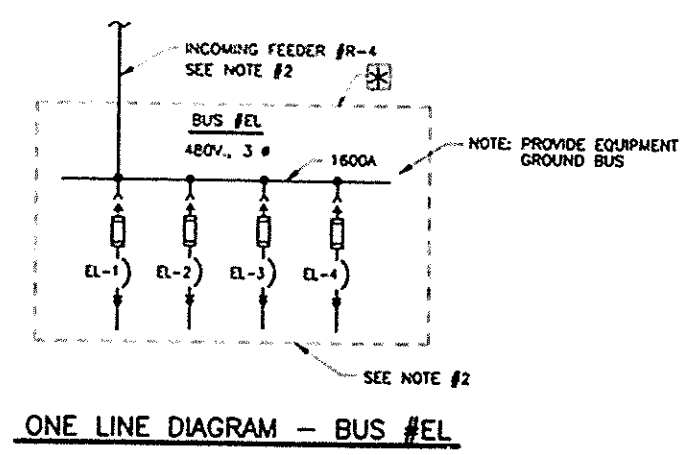 INCOMING FEEDER #R-4
SEE NOTE #2
BUS #EL
480V., 3 ø
1600A
NOTE: PROVIDE EQUIPMENT
GROUND BUS
EL-1
EL-2
EL-3
EL-4
SEE NOTE #2
ONE LINE DIAGRAM - BUS #EL